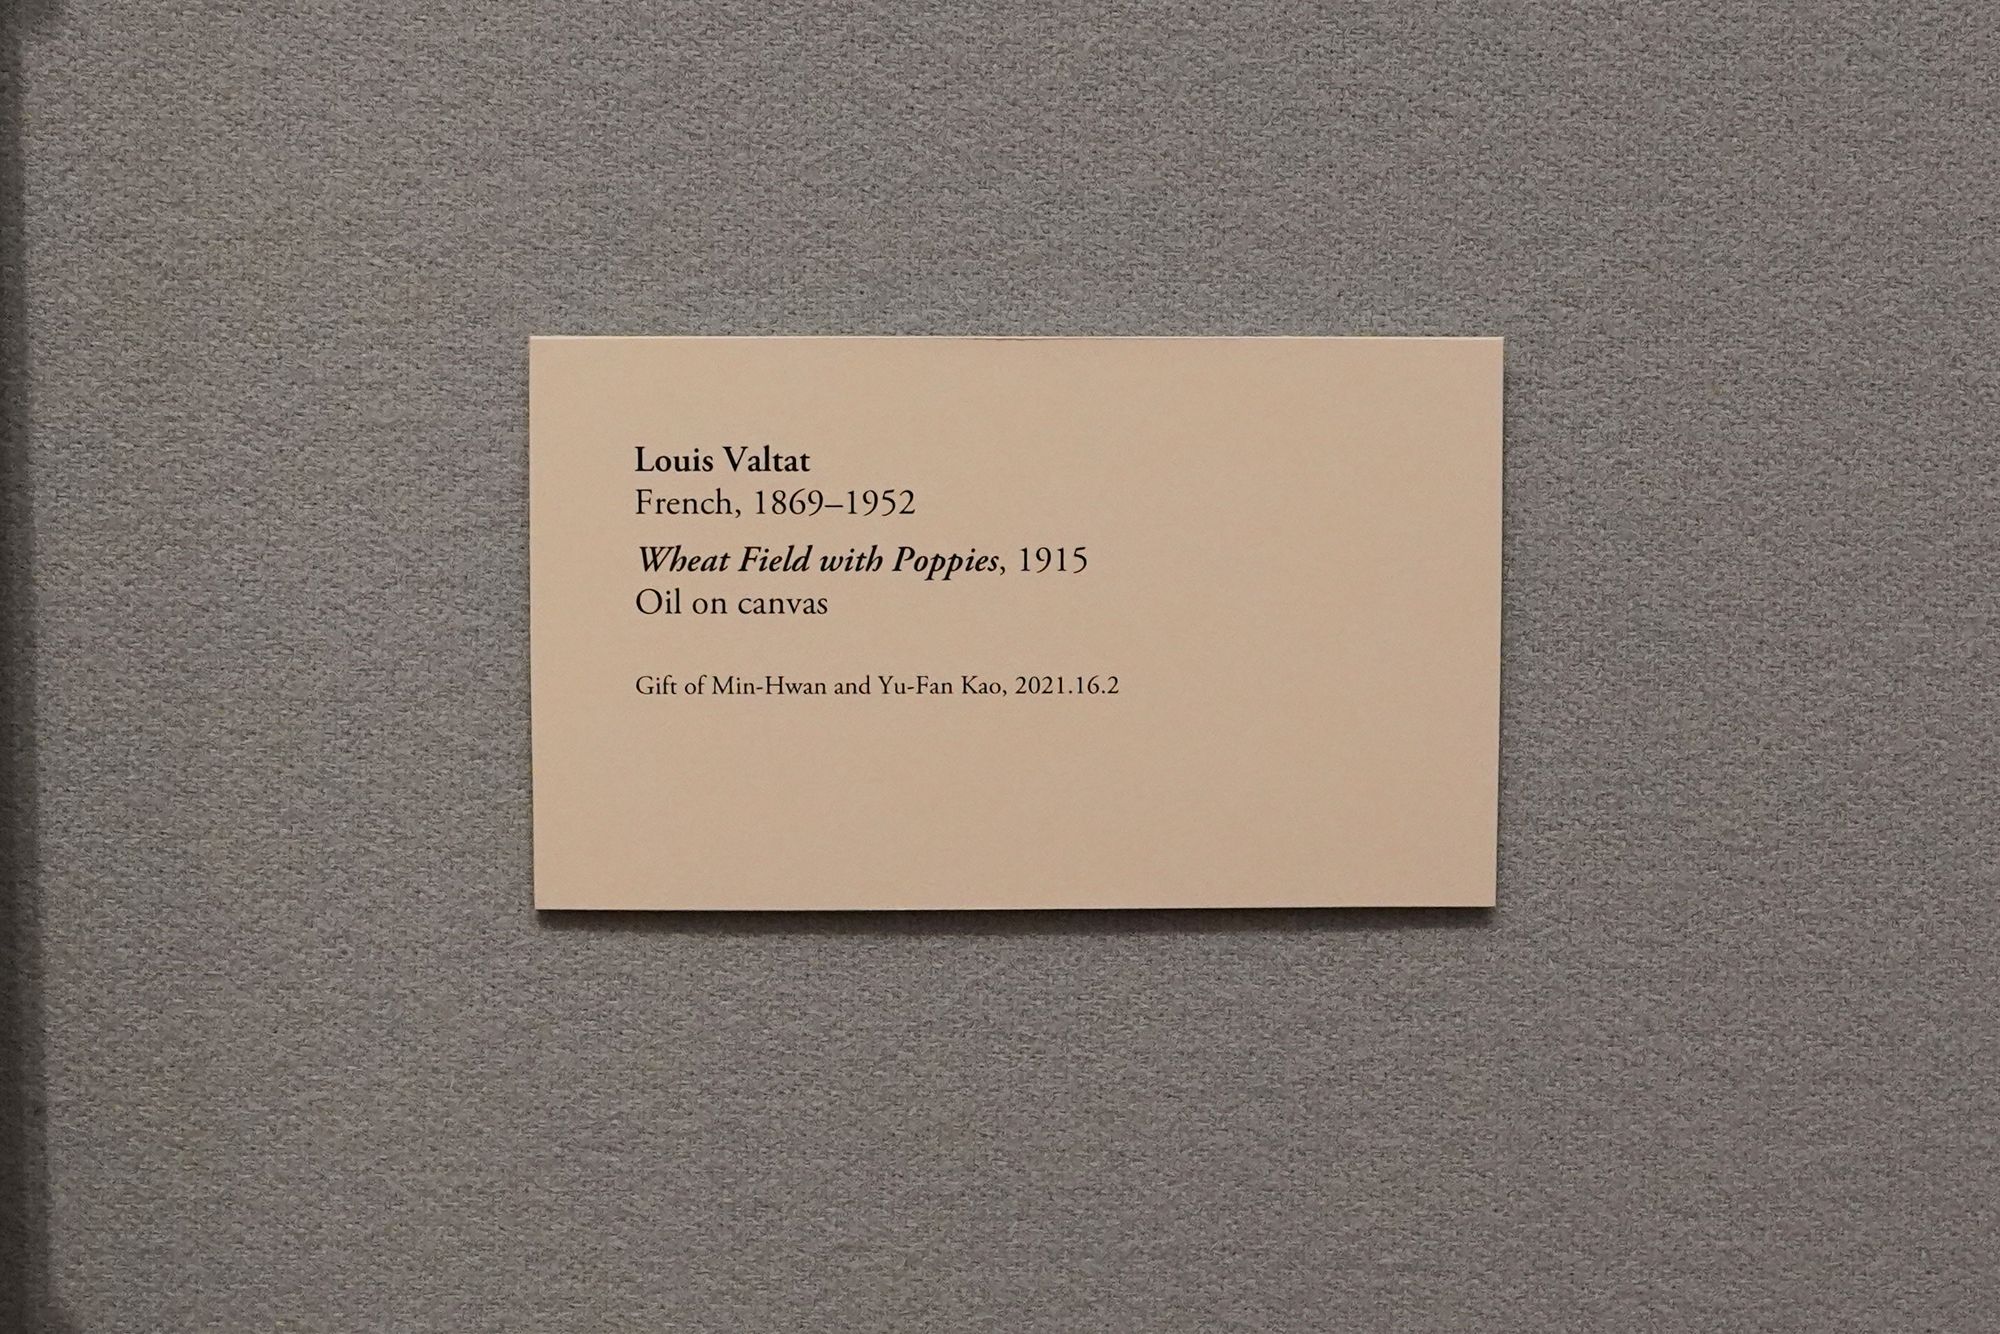 Louis Valtat
French, 1869–1952
Wheat Field with Poppies, 1915
Oil on canvas
Gift of Min-Hwan and Yu-Fan Kao, 2021.16.2